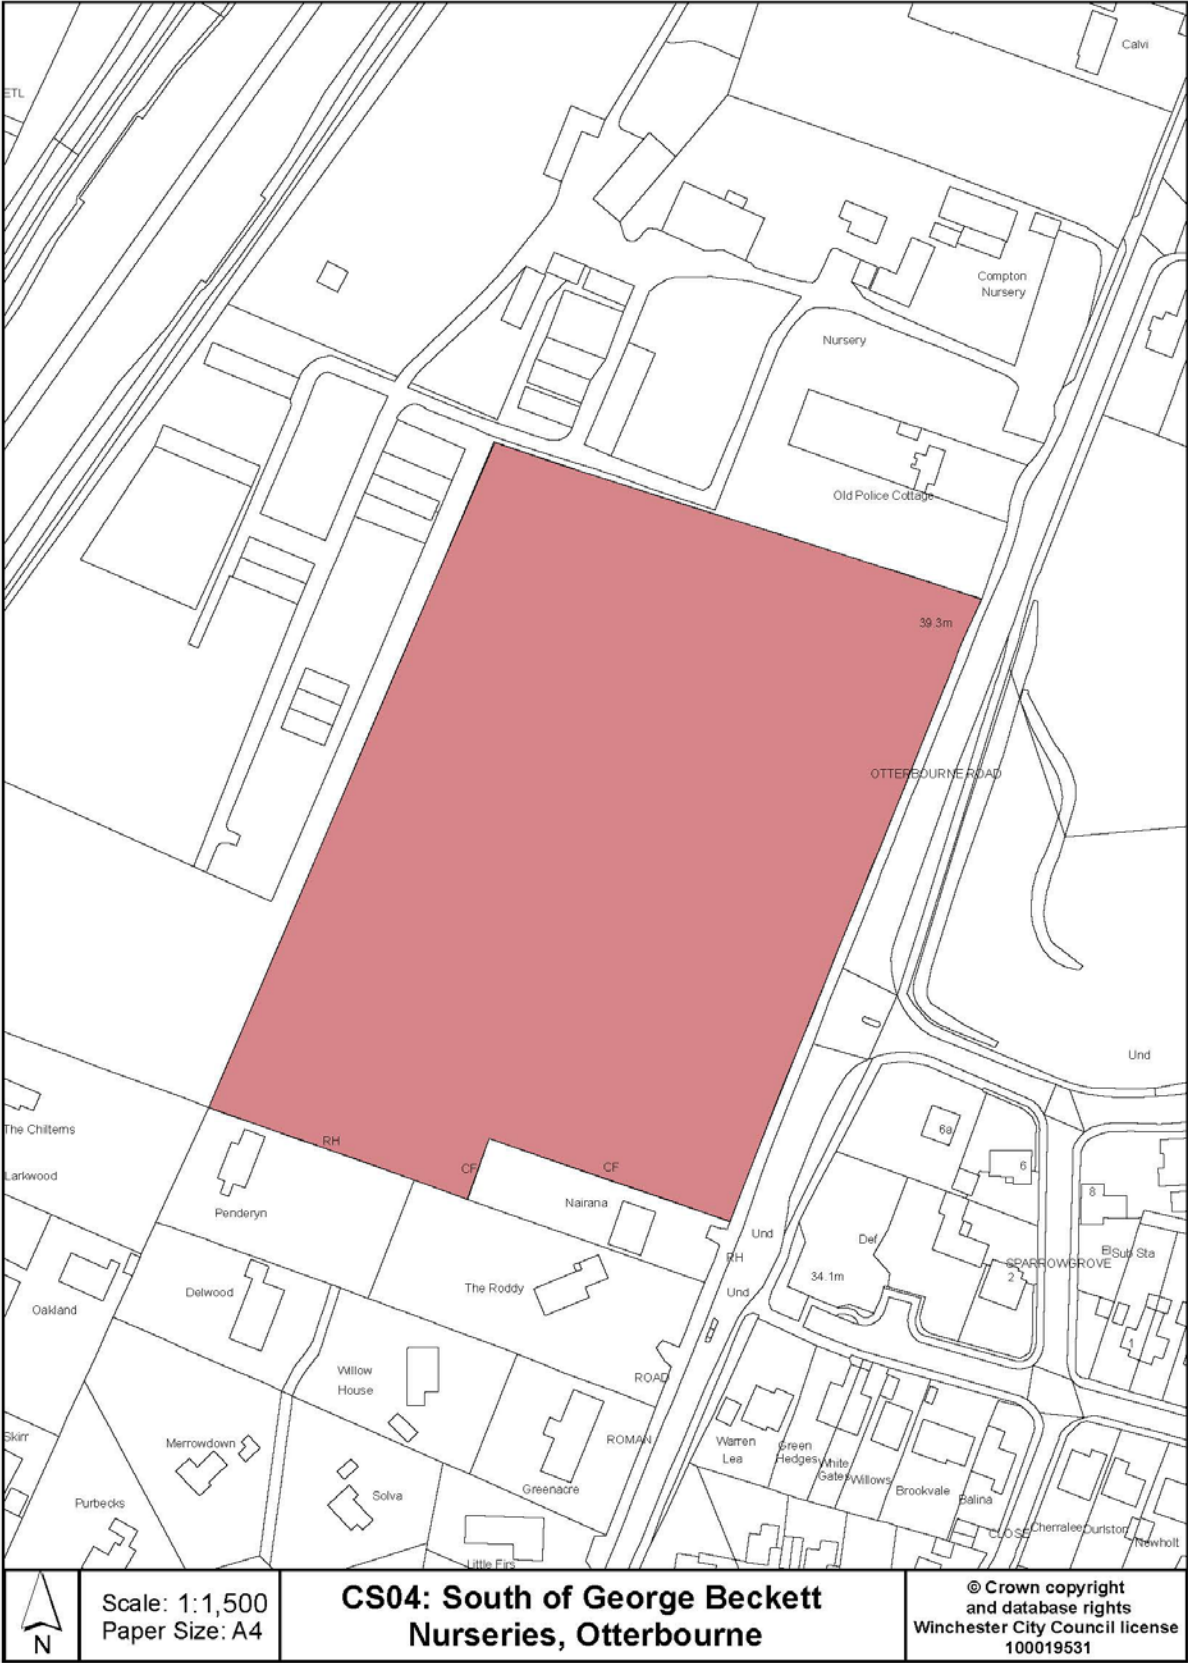 Calvi
ETL
Compton
Nursery
Nursery
Old Police Cottage
39.3m
OTTERBOURNE ROAD
Und
The Chilterns
RH
CF
CF
6a
6
Larkwood
Penderyn
Nairana
8
Und
Def
El Sub Sta
RH
SPARROWGROVE
34.1m
2
Oakland
Delwood
The Roddy
Und
1
Willow
House
ROAD
Skirr
Merrowdown
ROMAN
Warren
Lea
Green
Hedges
White
Gates
Willows
Brookvale
Balina
Purbecks
Solva
Greenacre
CLOSE
Cherralee
Durlston
Newholt
Little Firs
N
Scale: 1:1,500
Paper Size: A4
CS04: South of George Beckett
Nurseries, Otterbourne
© Crown copyright
and database rights
Winchester City Council license
100019531